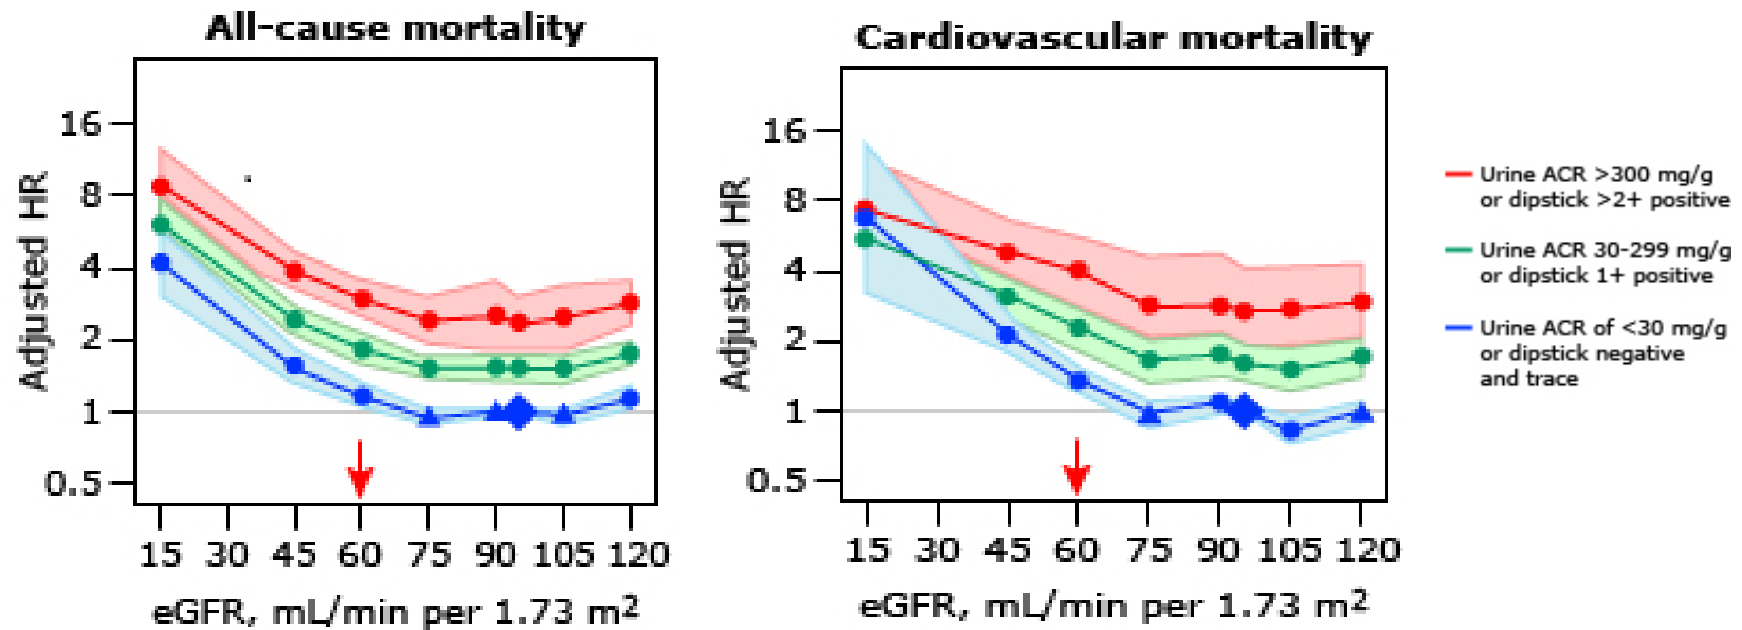 All-cause mortality
Adjusted HR
16
8
4
2
1
0.5
15 30 45 60 75 90 105 120
eGFR, mL/min per 1.73 m²
Cardiovascular mortality
Adjusted HR
16
8
4
2
1
0.5
15 30 45 60 75 90 105 120
eGFR, mL/min per 1.73 m²
Urine ACR >300 mg/g
or dipstick >2+ positive
Urine ACR 30-299 mg/g
or dipstick 1+ positive
Urine ACR of <30 mg/g
or dipstick negative
and trace